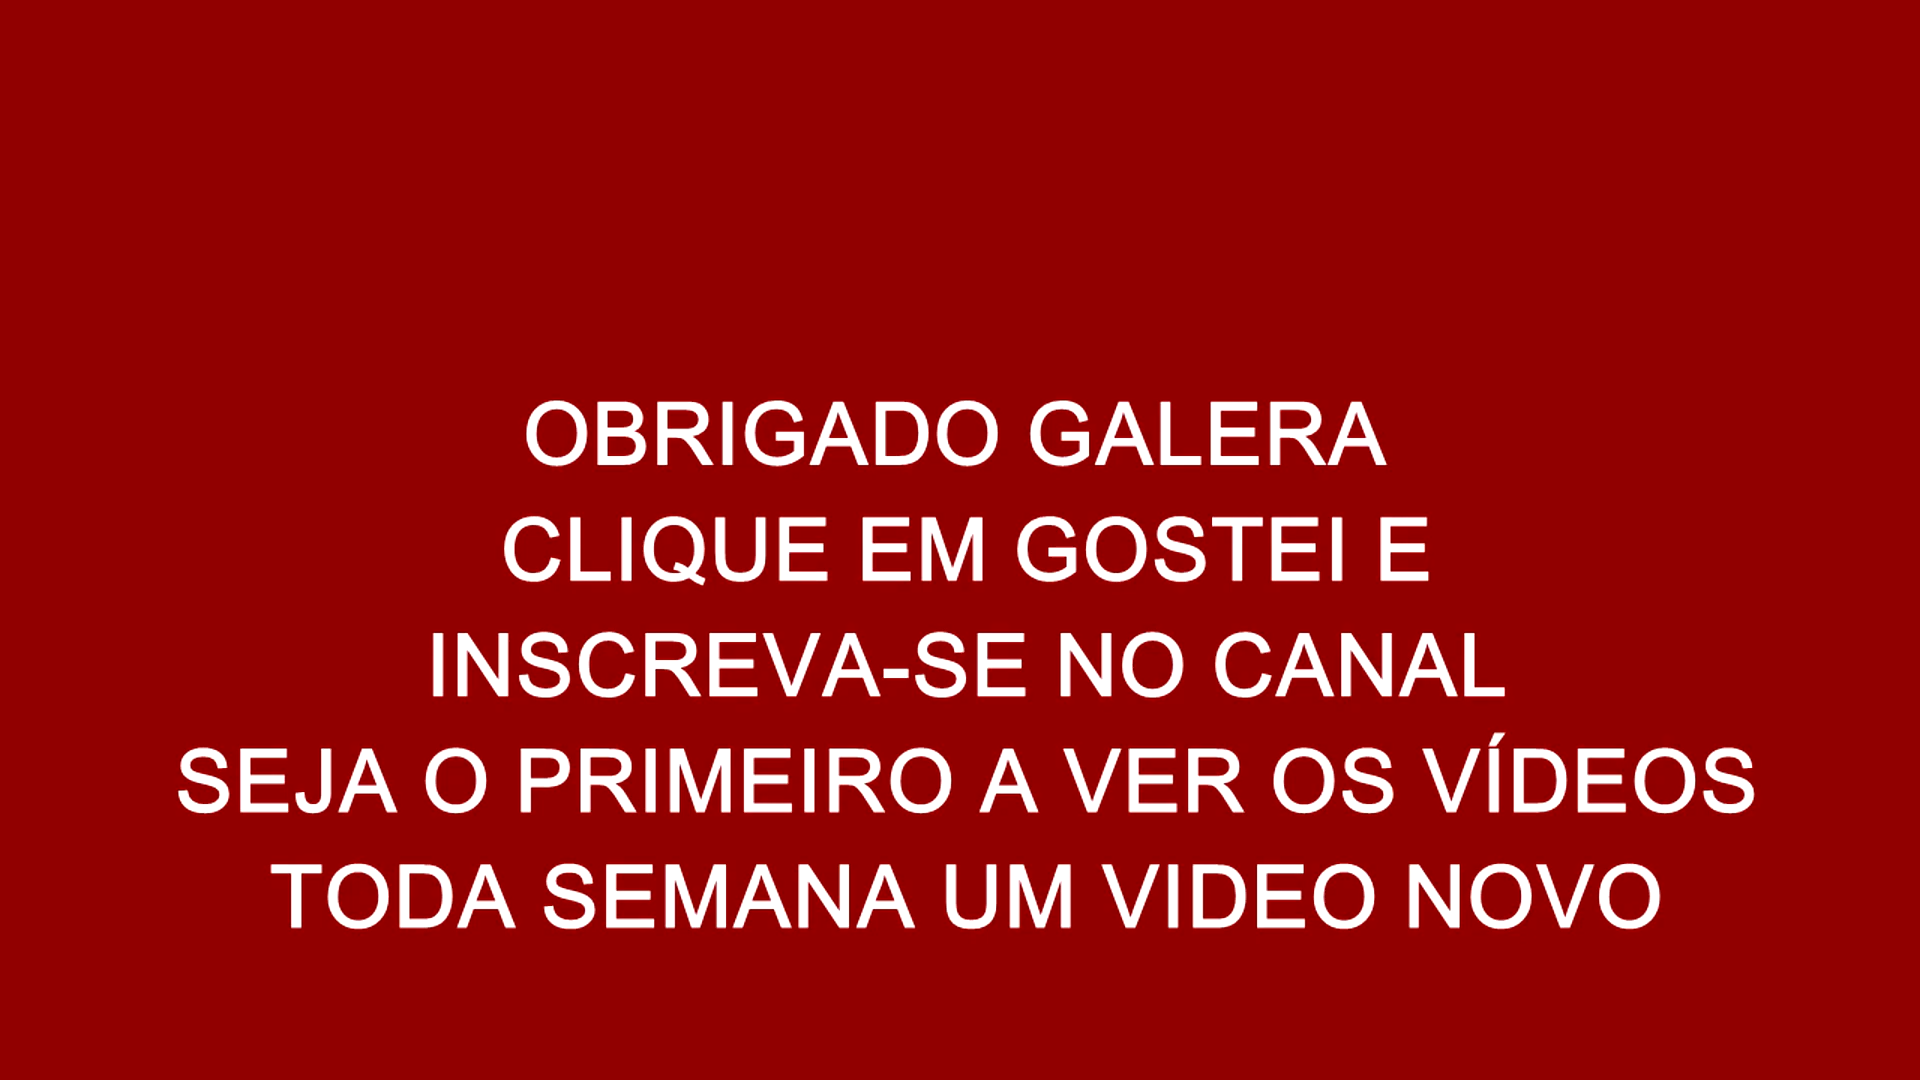 OBRIGADO GALERA
CLIQUE EM GOSTEI E
INSCREVA-SE NO CANAL
SEJA O PRIMEIRO A VER OS VÍDEOS
TODA SEMANA UM VIDEO NOVO